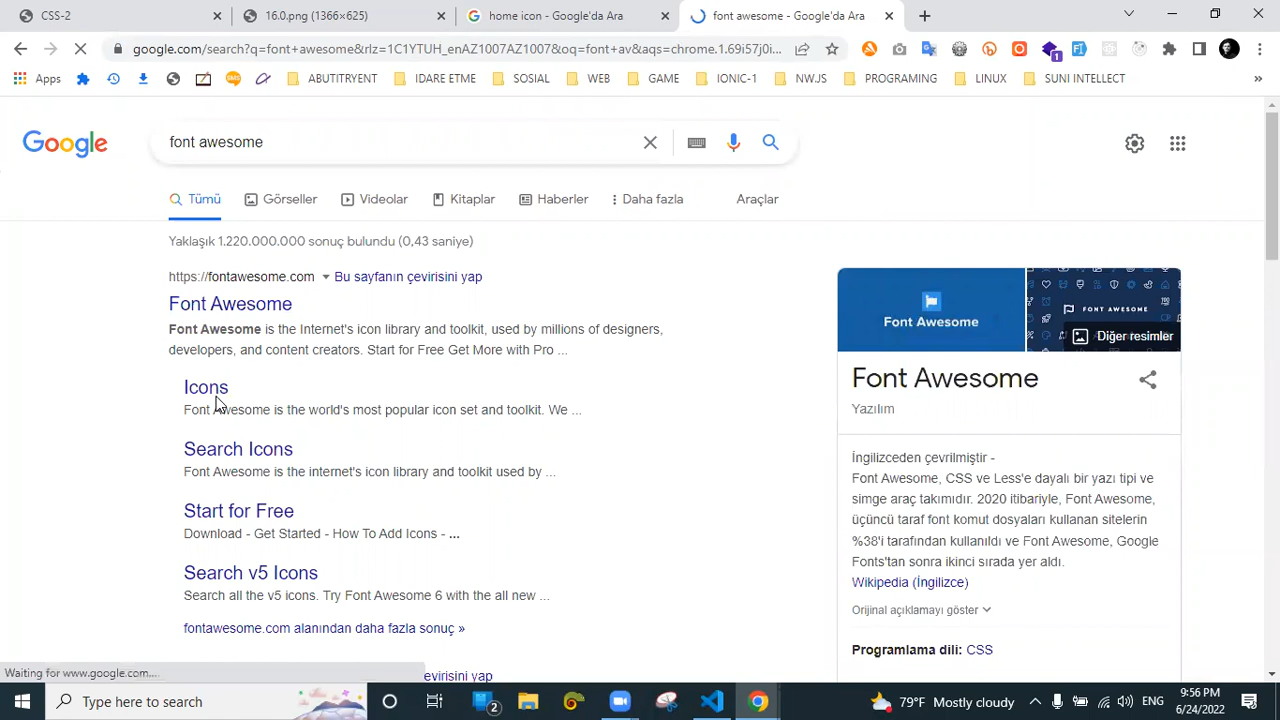 CSS-2
16.0.png (1366×625)
home icon - Google'da Ara
font awesome - Google'da Ara
google.com/search?q=font+awesome&rlz=1C1YTUH_enAZ1007AZ1007&oq=font+av&aqs=chrome.1.69i57j0i...
Apps
ABUTITRYENT
IDARE ETME
SOSIAL
WEB
GAME
IONIC-1
NW.JS
PROGRAMING
LINUX
SUNI INTELLECT
Google
font awesome
Tümü
Görseller
Videolar
Kitaplar
Haberler
Daha fazla
Araçlar
Yaklaşık 1.220.000.000 sonuç bulundu (0,43 saniye)
https://fontawesome.com Bu sayfanın çevirisini yap
Font Awesome
Font Awesome is the Internet's icon library and toolkit, used by millions of designers,
developers, and content creators. Start for Free Get More with Pro ...
Icons
Font Awesome is the world's most popular icon set and toolkit. We ...
Search Icons
Font Awesome is the internet's icon library and toolkit used by ...
Start for Free
Download - Get Started - How To Add Icons - ...
Search v5 Icons
Search all the v5 icons. Try Font Awesome 6 with the all new ...
fontawesome.com alanından daha fazla sonuç »
evirisini yap
Font Awesome
FONT AWESOME
Diğer resimler
Font Awesome
Yazılım
İngilizceden çevrilmiştir -
Font Awesome, CSS ve Less'e dayalı bir yazı tipi ve
simge araç takımıdır. 2020 itibariyle, Font Awesome,
üçüncü taraf font komut dosyaları kullanan sitelerin
%38'i tarafından kullanıldı ve Font Awesome, Google
Fonts'tan sonra ikinci sırada yer aldı.
Wikipedia (İngilizce)
Orijinal açıklamayı göster
Programlama dili: CSS
Waiting for www.google.com...
Type here to search
2
79°F Mostly cloudy
ENG
9:56 PM
6/24/2022
1